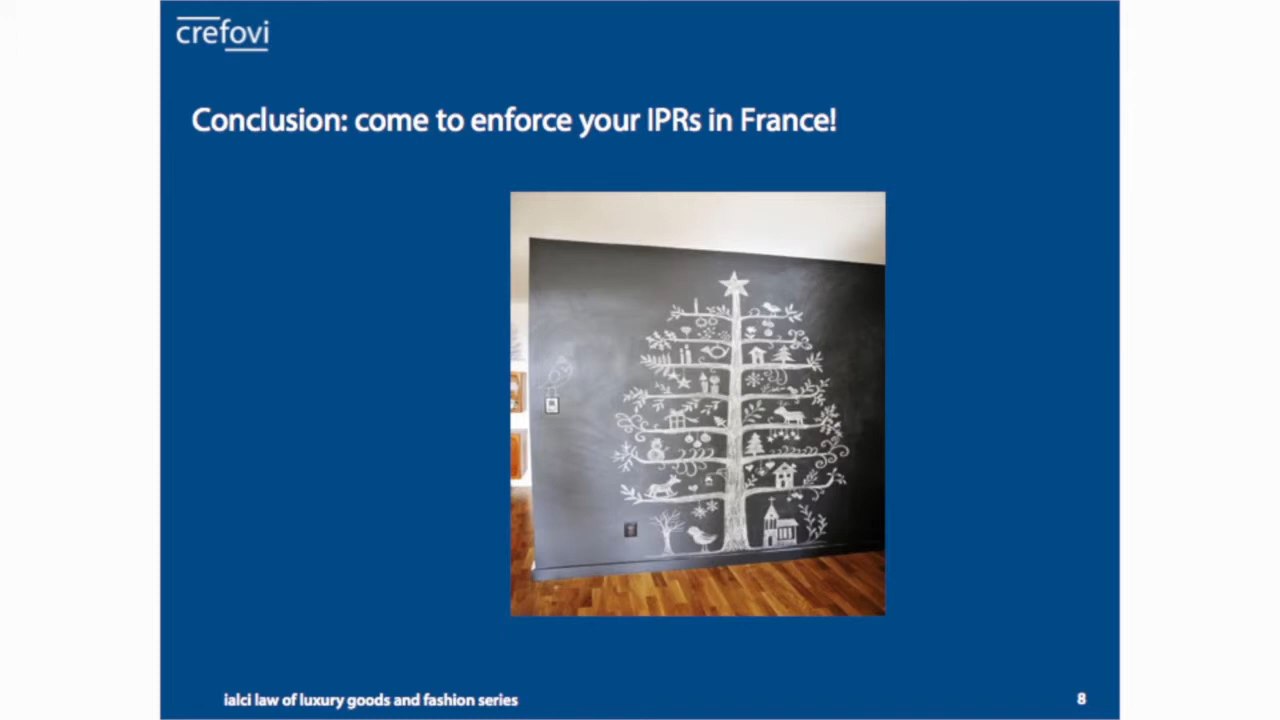 crefovi
Conclusion: come to enforce your IPRs in France!
ialci law of luxury goods and fashion series
8